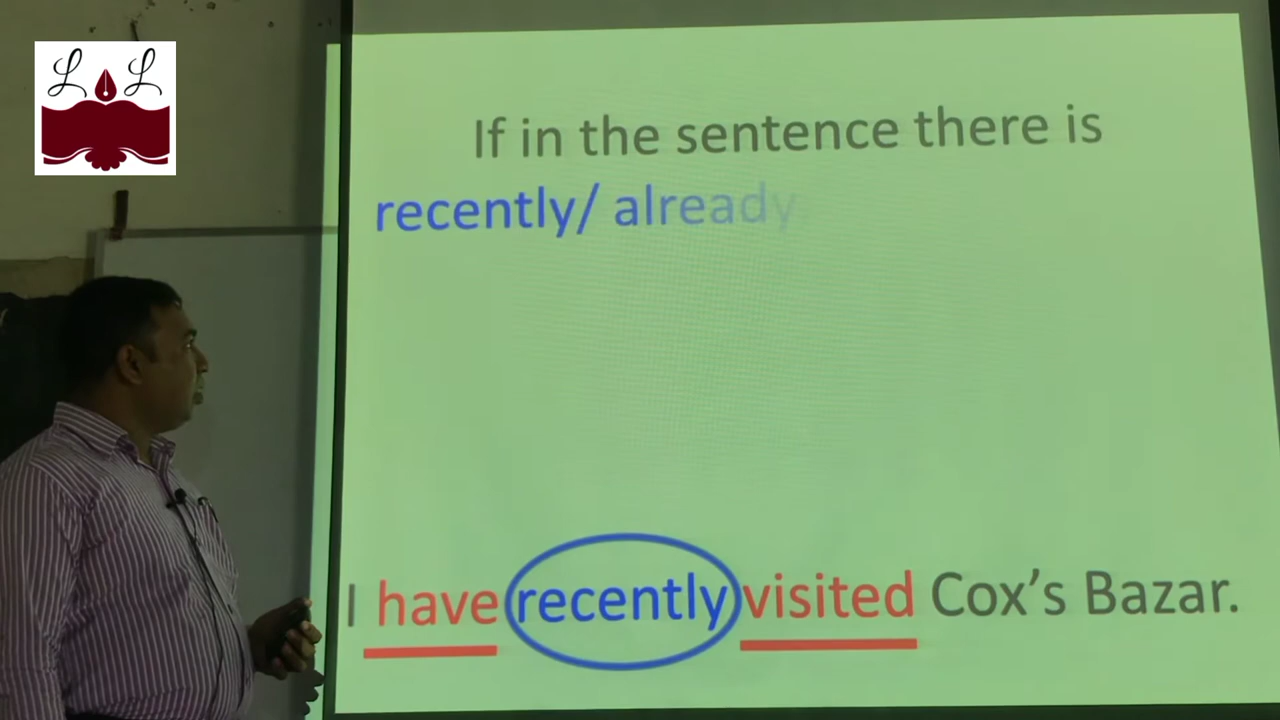 L L
If in the sentence there is
recently/ already
I have recently visited Cox's Bazar.